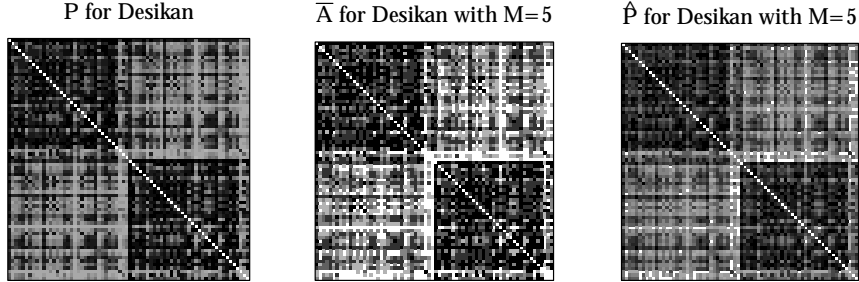 P for Desikan
A̅ for Desikan with M=5
P̂ for Desikan with M=5